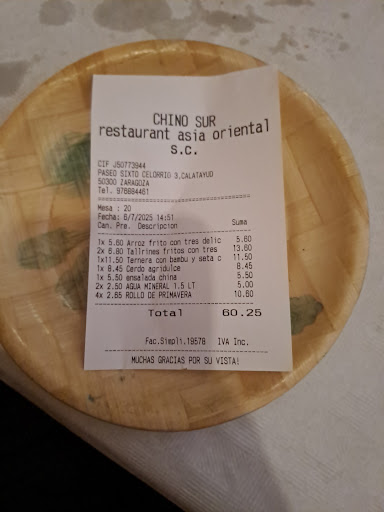 CHINO SUR
restaurant asia oriental
s.c.
CIF J50773944
PASEO SIXTO CELORRIO 3,CALATAYUD
50300 ZARAGOZA
Tel. 976884461
Mesa : 20
Fecha: 6/7/2025 14:51
Can. Pre. Descripcion Suma
1x 5.60 Arroz frito con tres delic 5.60
2x 6.80 Tallrines fritos con tres 13.60
1x11.50 Ternera con bambu y seta c 11.50
1x 8.45 Cerdo agridulce 8.45
1x 5.50 ensalada china 5.50
2x 2.50 AQUA MINERAL 1.5 LT 5.00
4x 2.65 ROLLO DE PRIMAVERA 10.60
Total 60.25
Fac.Simpli.19578 IVA Inc.
MUCHAS GRACIAS POR SU VISTA!